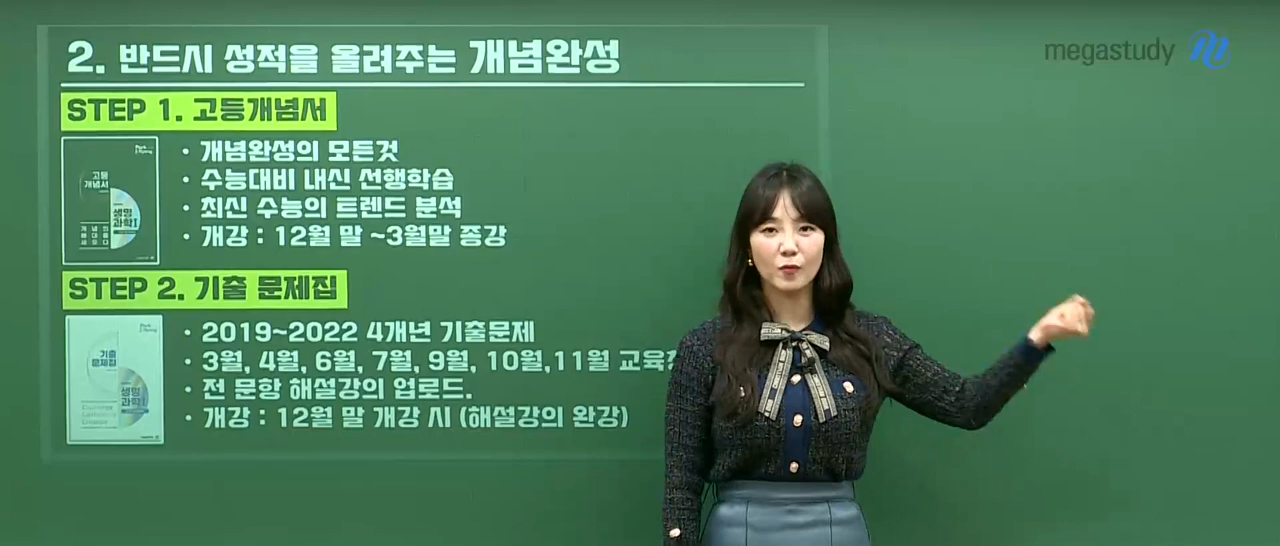 2. 반드시 성적을 올려주는 개념완성
megastudy
STEP 1. 고등개념서
• 개념완성의 모든것
• 수능대비 내신 선행학습
• 최신 수능의 트렌드 분석
• 개강 : 12월 말 ~3월말 종강
고등
개념서
생명
과학I
STEP 2. 기출 문제집
• 2019~2022 4개년 기출문제
• 3월, 4월, 6월, 7월, 9월, 10월,11월 교육청
• 전 문항 해설강의 업로드.
• 개강 : 12월 말 개강 시 (해설강의 완강)
기출
문제집
생명
과학I